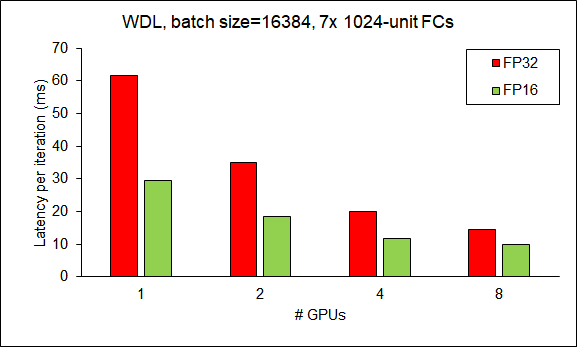 WDL, batch size=16384, 7x 1024-unit FCs
Latency per iteration (ms)
70
60
50
40
30
20
10
0
FP32
FP16
1 2 4 8
# GPUs